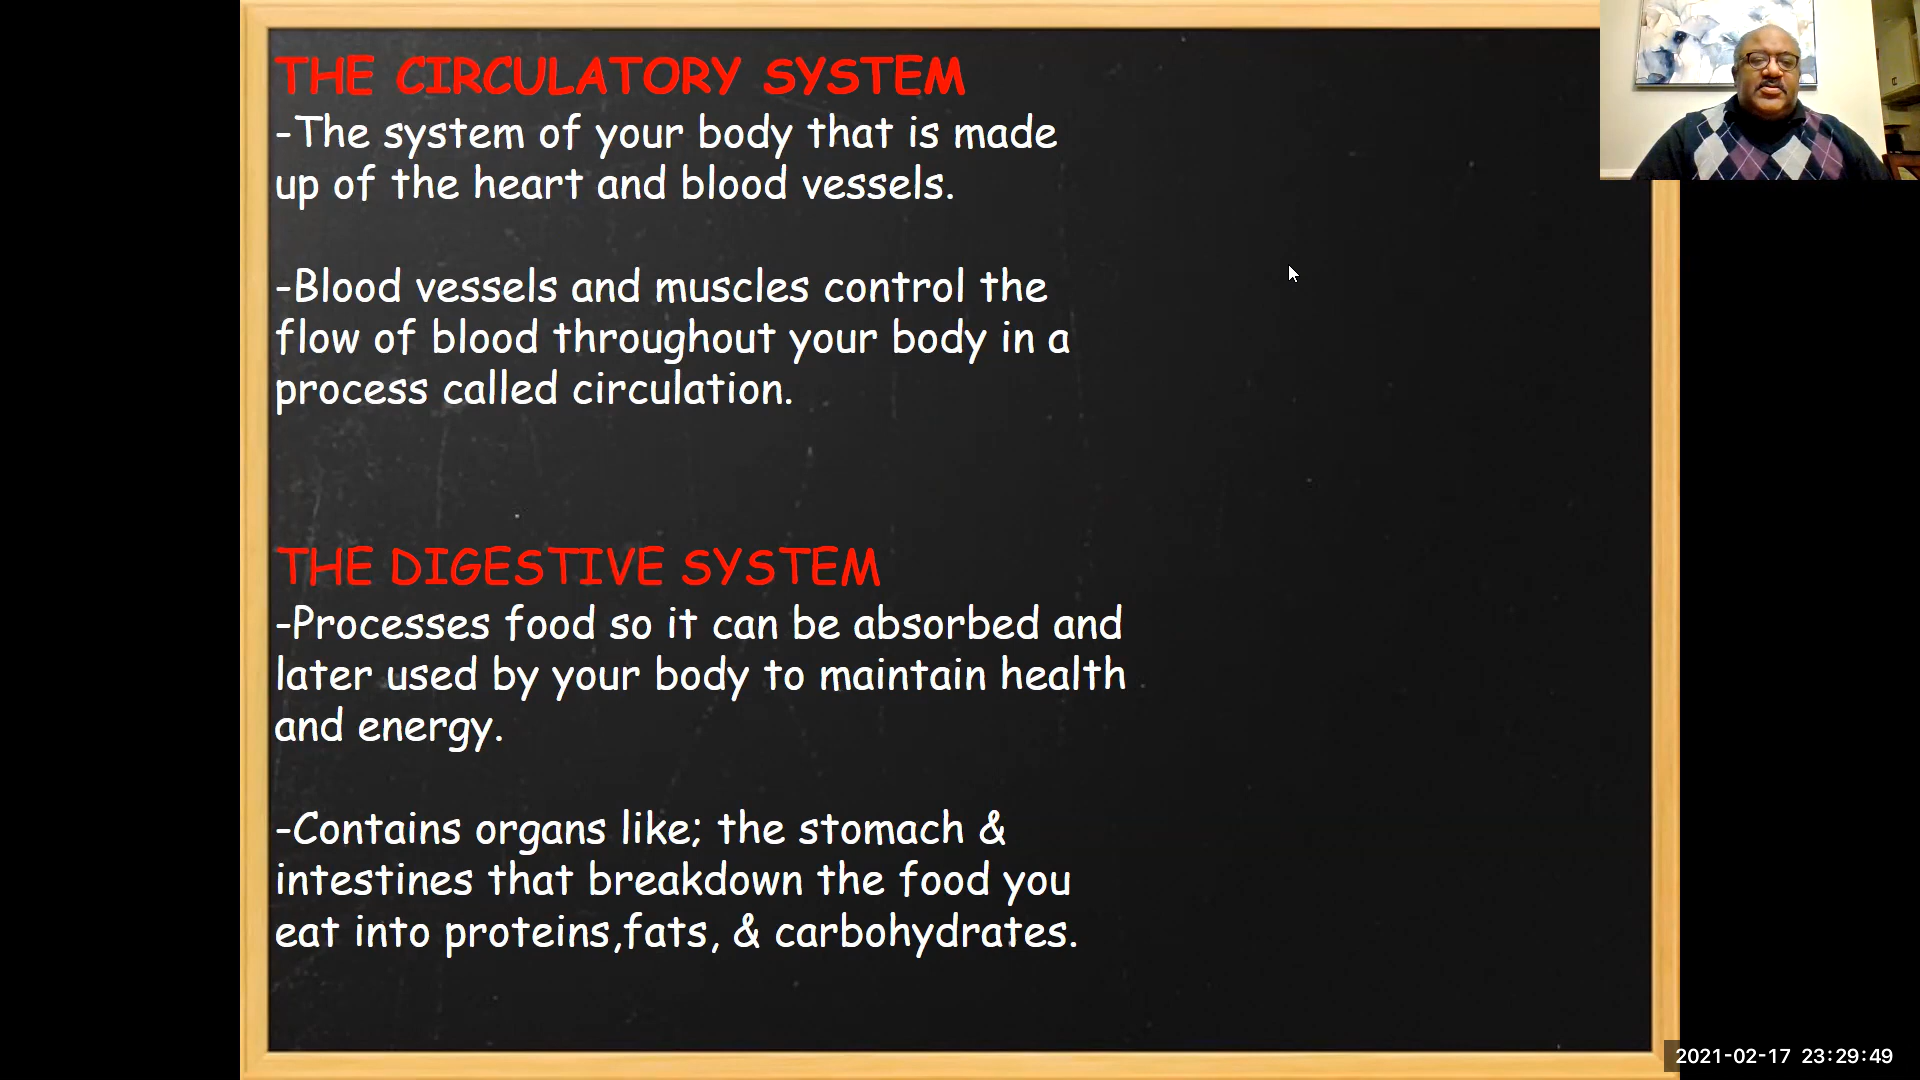 THE CIRCULATORY SYSTEM
-The system of your body that is made
up of the heart and blood vessels.
-Blood vessels and muscles control the
flow of blood throughout your body in a
process called circulation.
THE DIGESTIVE SYSTEM
-Processes food so it can be absorbed and
later used by your body to maintain health
and energy.
-Contains organs like; the stomach &
intestines that breakdown the food you
eat into proteins,fats, & carbohydrates.
2021-02-17 23:29:49